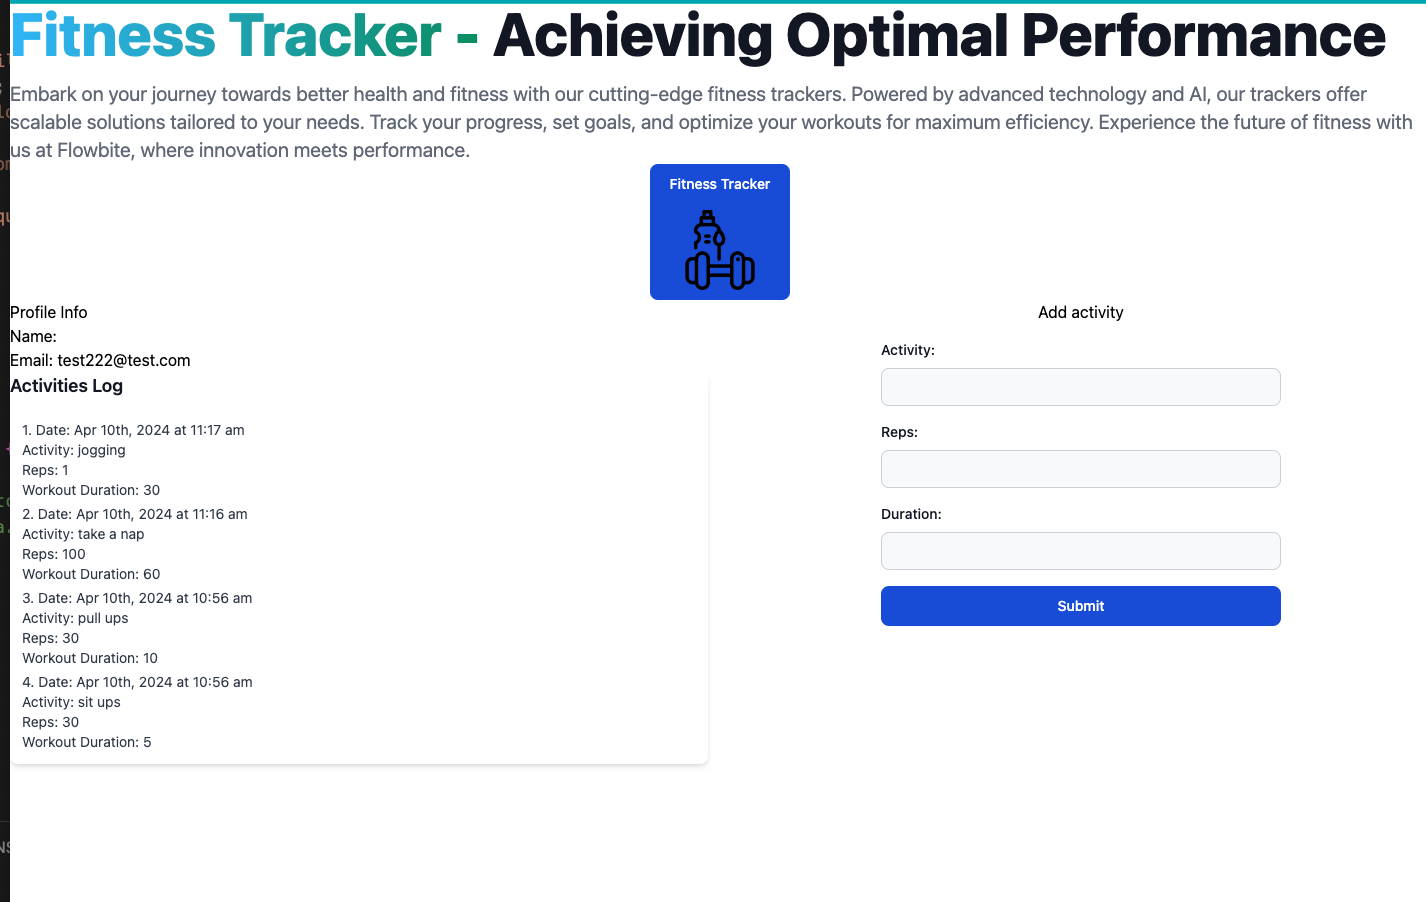 Fitness Tracker - Achieving Optimal Performance
Embark on your journey towards better health and fitness with our cutting-edge fitness trackers. Powered by advanced technology and AI, our trackers offer
scalable solutions tailored to your needs. Track your progress, set goals, and optimize your workouts for maximum efficiency. Experience the future of fitness with
us at Flowbite, where innovation meets performance.
Fitness Tracker
Profile Info
Name:
Email: test222@test.com
Activities Log
1. Date: Apr 10th, 2024 at 11:17 am
Activity: jogging
Reps: 1
Workout Duration: 30
2. Date: Apr 10th, 2024 at 11:16 am
Activity: take a nap
Reps: 100
Workout Duration: 60
3. Date: Apr 10th, 2024 at 10:56 am
Activity: pull ups
Reps: 30
Workout Duration: 10
4. Date: Apr 10th, 2024 at 10:56 am
Activity: sit ups
Reps: 30
Workout Duration: 5
Add activity
Activity:
Reps:
Duration:
Submit